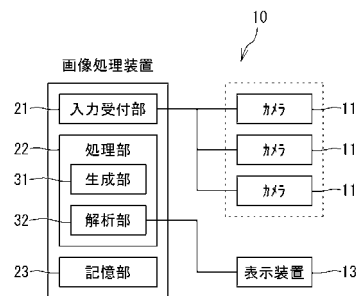 10
画像処理装置
21 入力受付部 カメラ 11
22 処理部 カメラ 11
31 生成部 カメラ 11
32 解析部
23 記憶部 表示装置 13